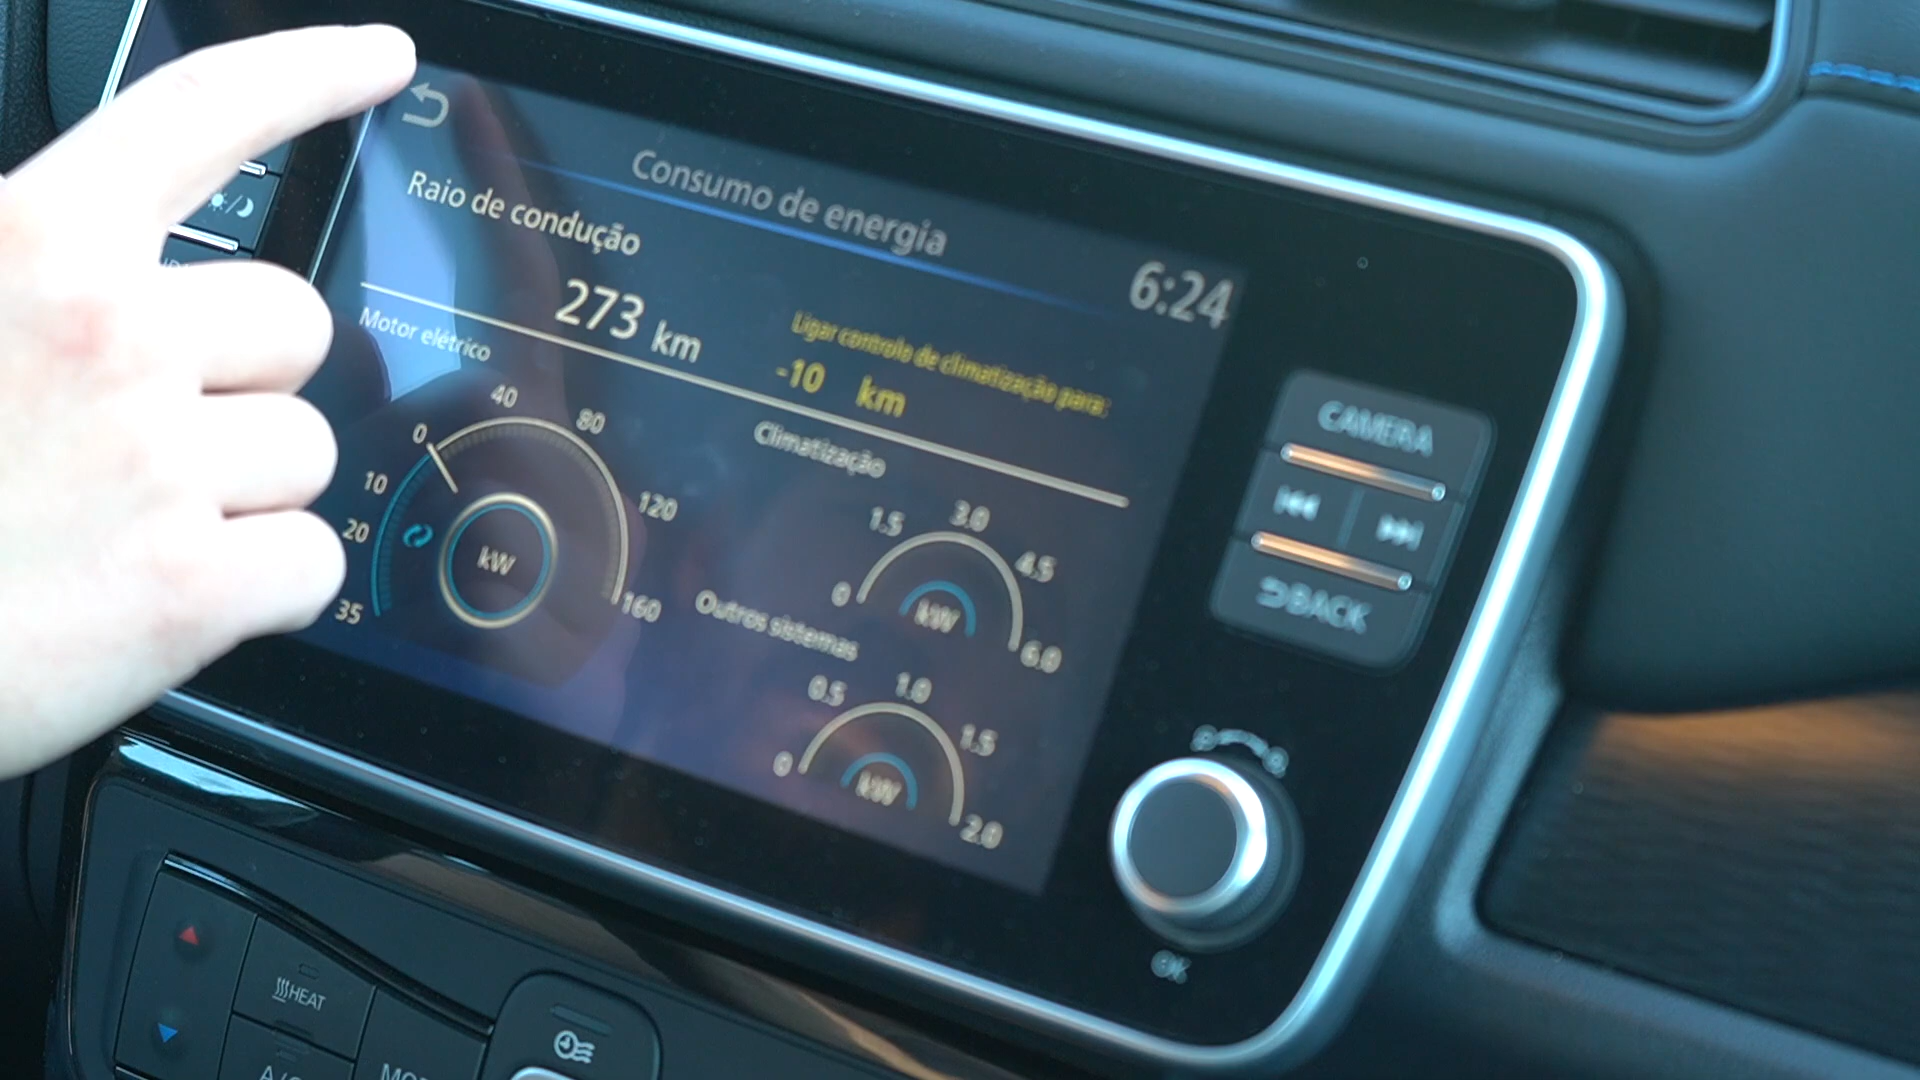 Consumo de energia
6:24
Raio de condução
273 km
Ligar controlo de climatização para:
-10 km
Motor elétrico
0
40
80
120
160
10
20
35
kW
Climatização
0
1.5
3.0
4.5
6.0
kW
Outros sistemas
0
0.5
1.0
1.5
2.0
kW
CAMERA
BACK
OK
HEAT